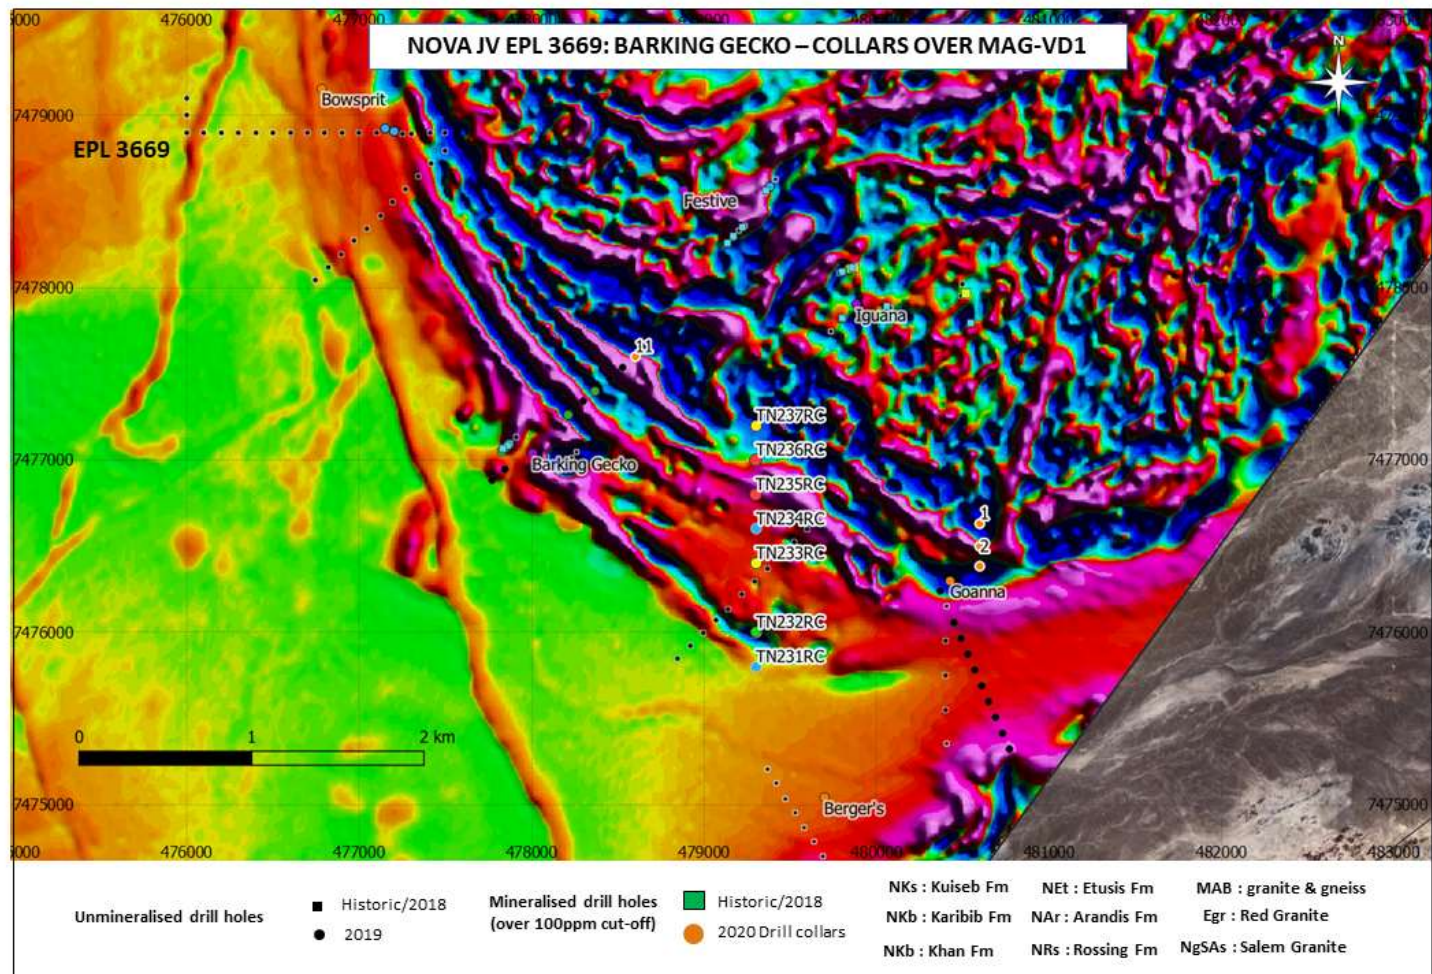 476000 477000
NOVA JV EPL 3669: BARKING GECKO – COLLARS OVER MAG-VD1
N
Bowsprit
7479000
EPL 3669
Festive
7478000
Iguana
11
TN237RC
TN236RC
7477000
Barking Gecko
7477000
TN235RC
TN234RC
1
2
TN233RC
Goanna
TN232RC
7476000
7476000
TN231RC
0 1 2 km
7475000
Berger's
7475000
476000 477000 478000 479000 480000 481000 482000 483000
Unmineralised drill holes
Historic/2018
2019
Mineralised drill holes
(over 100ppm cut-off)
Historic/2018
2020 Drill collars
NKs : Kuiseb Fm NEt : Etusis Fm MAB : granite & gneiss
NKb : Karibib Fm NAr : Arandis Fm Egr : Red Granite
NKb : Khan Fm NRs : Rossing Fm NgSAs : Salem Granite